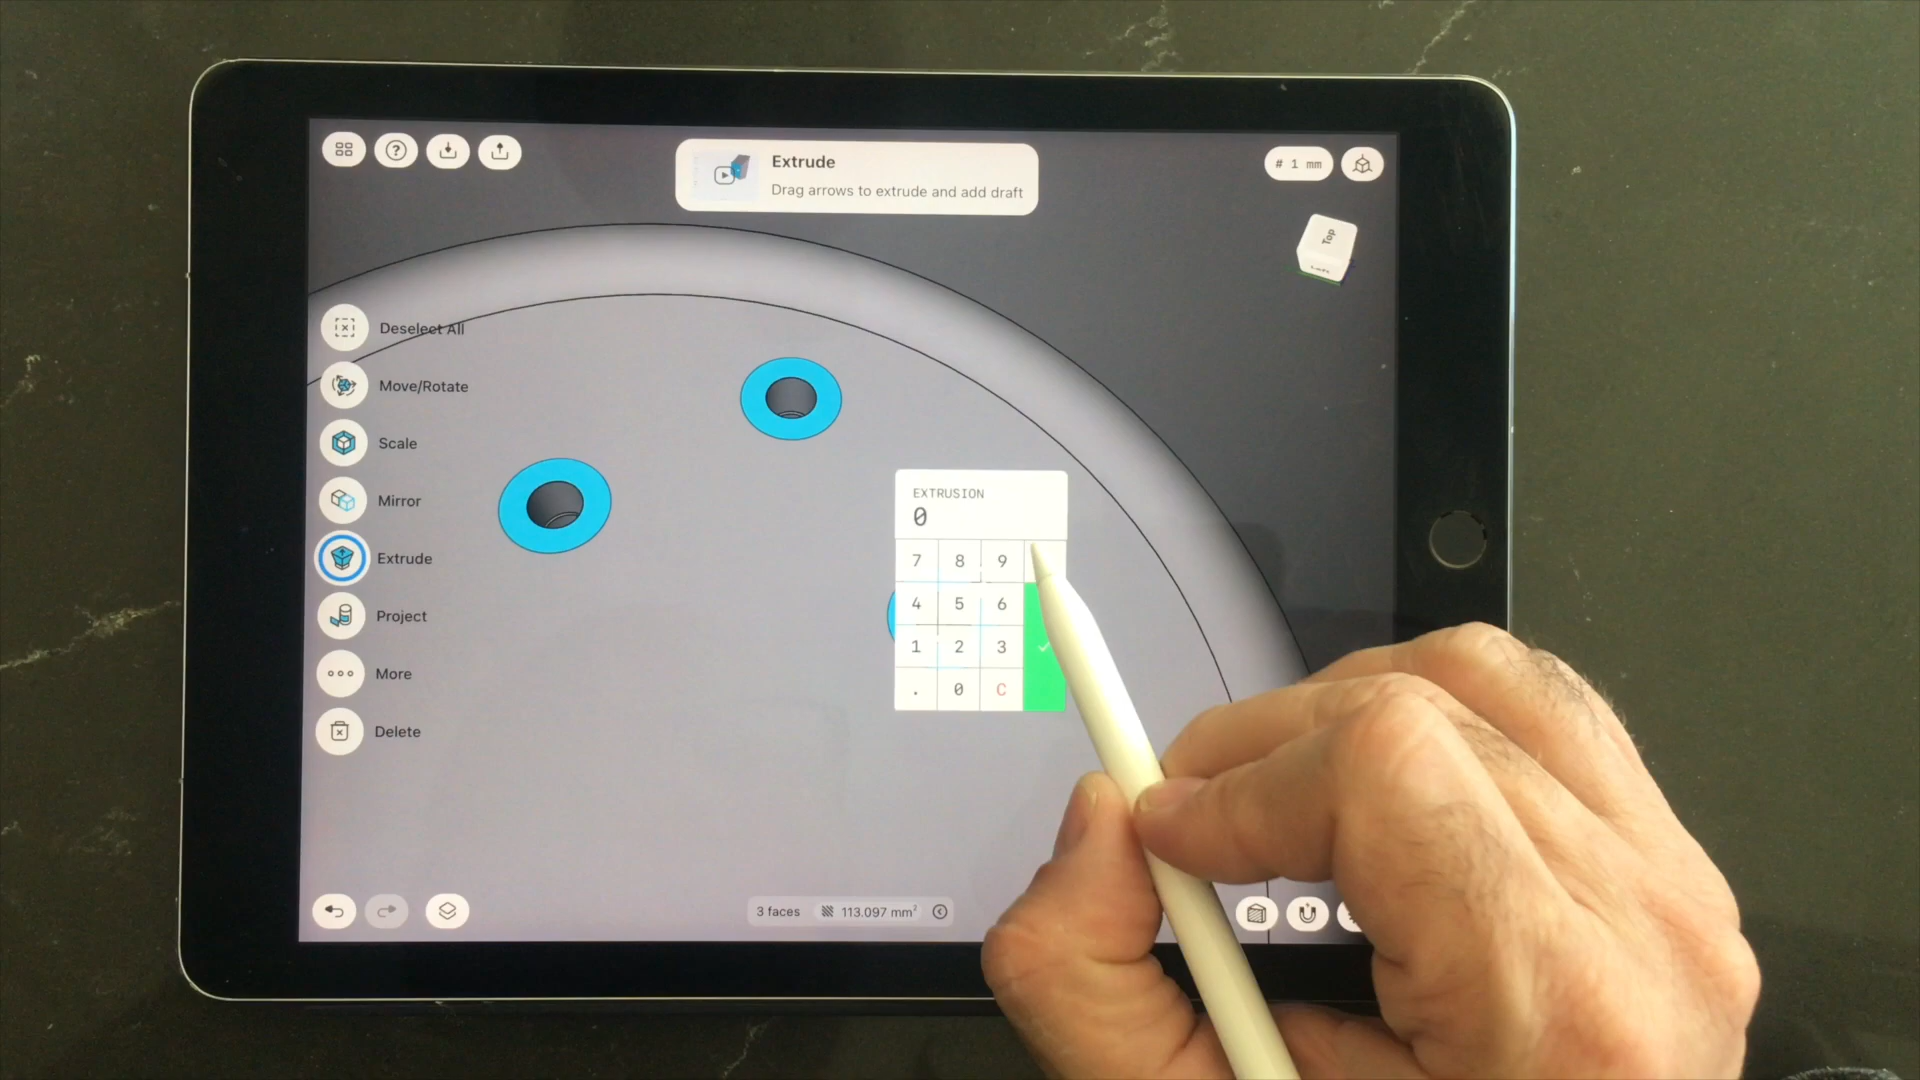 Extrude
Drag arrows to extrude and add draft
# 1 mm
Top
Left
Deselect All
Move/Rotate
Scale
Mirror
Extrude
Project
More
Delete
EXTRUSION
0
7 8 9
4 5 6
1 2 3
. 0 C
3 faces 113.097 mm²